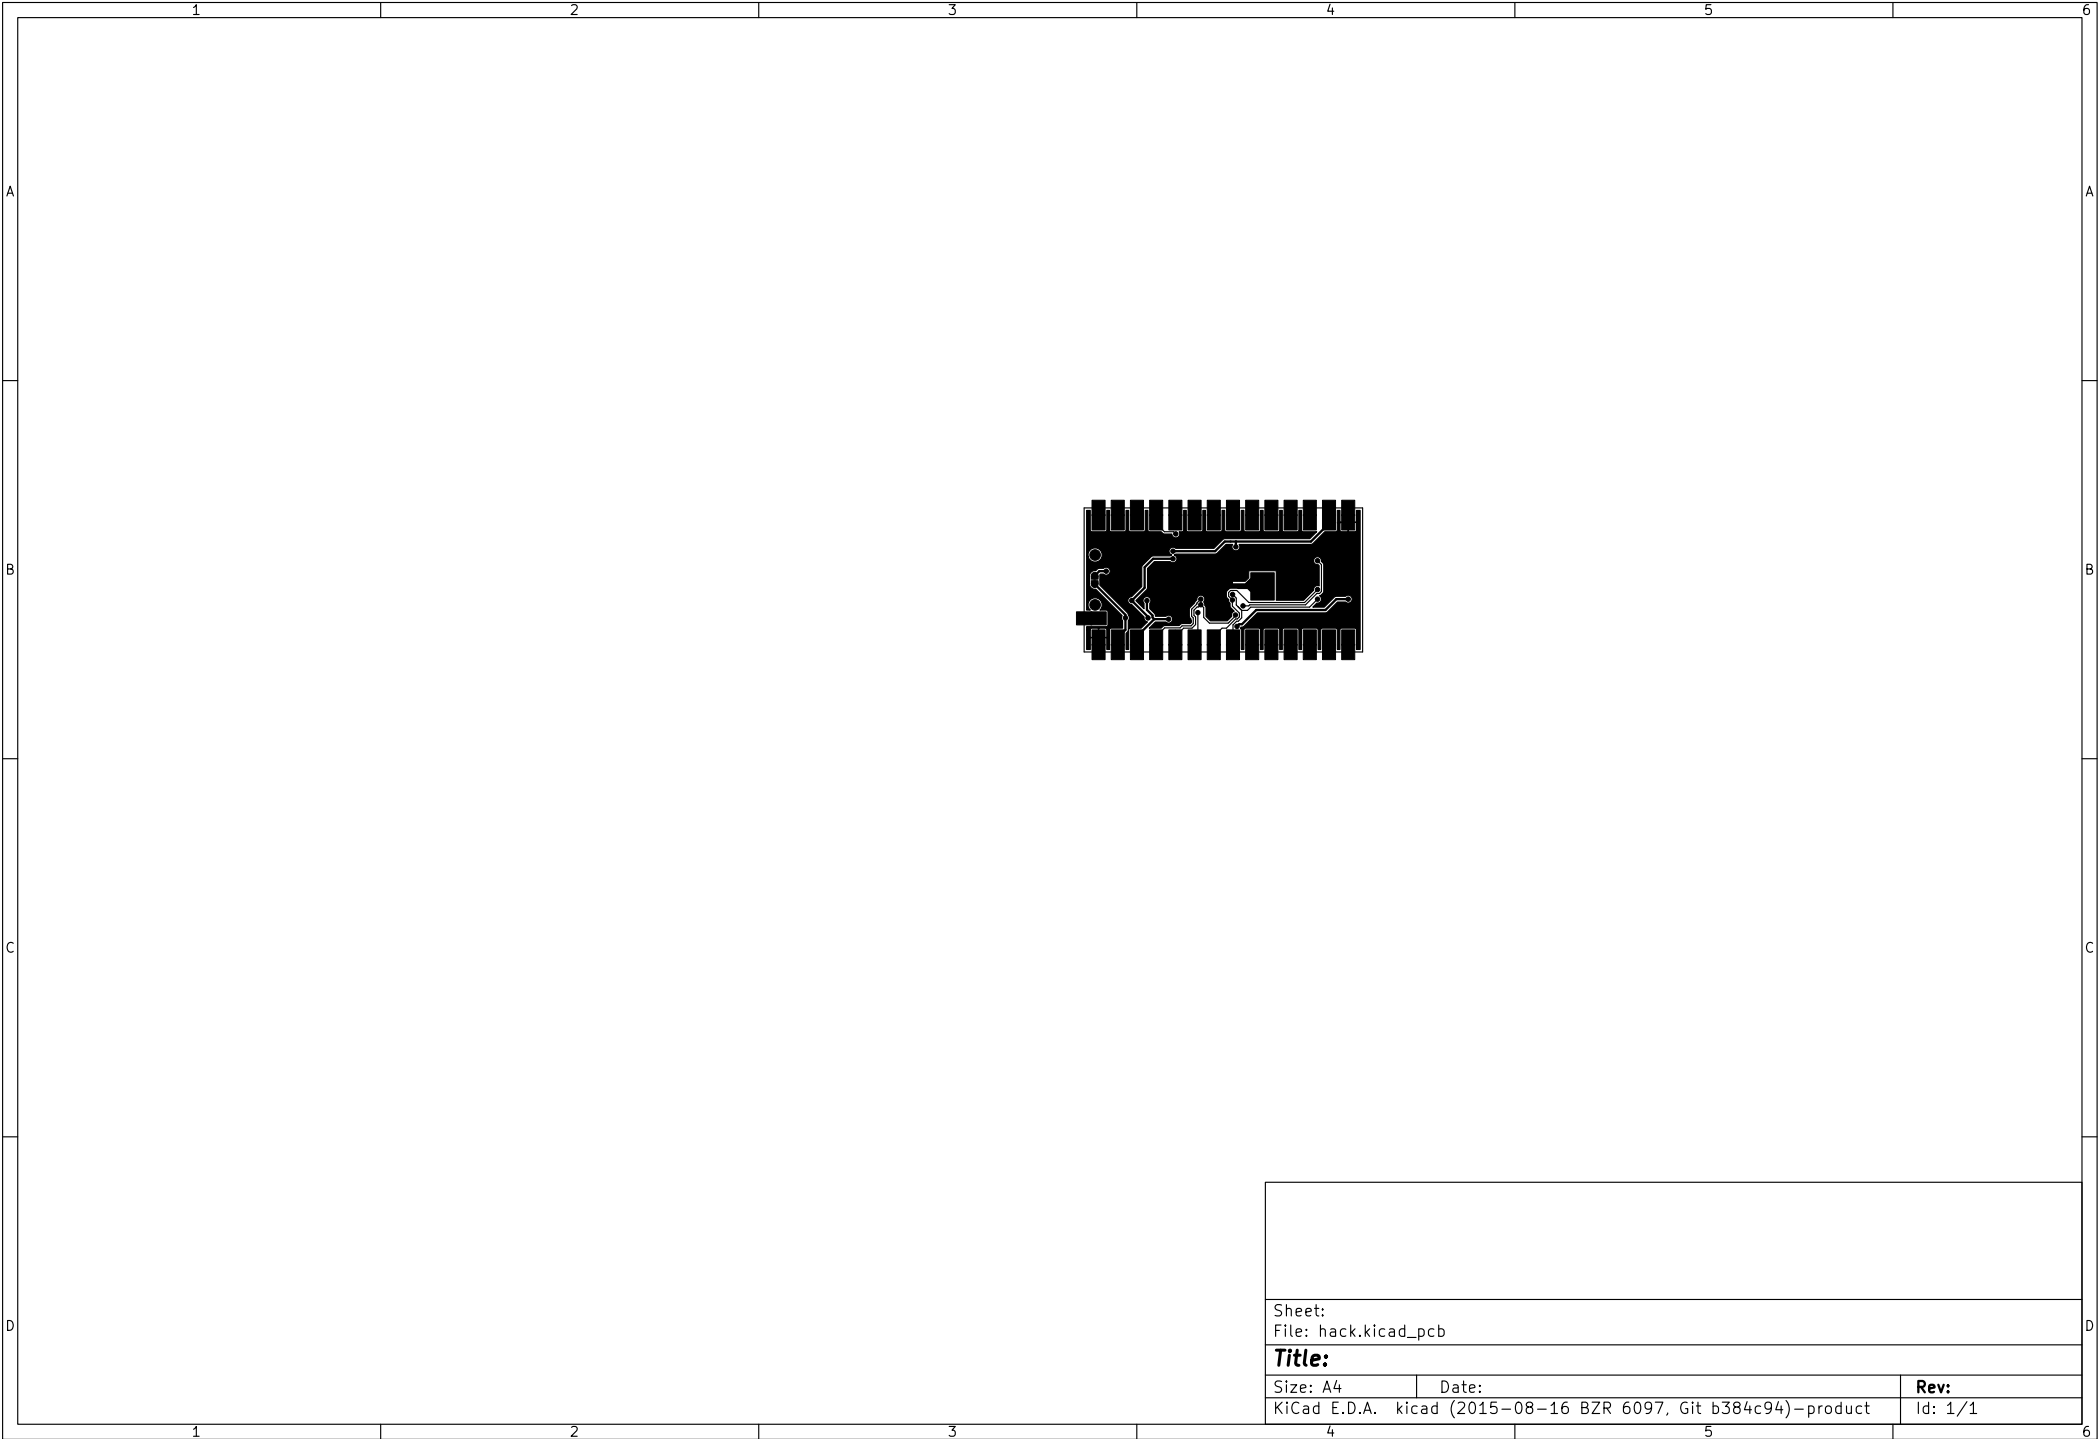 1 2 3 4 5 6
A A
B B
C C
D D
Sheet:
File: hack.kicad_pcb
Title:
Size: A4 Date: Rev:
KiCad E.D.A. kicad (2015-08-16 BZR 6097, Git b384c94)-product Id: 1/1
1 2 3 4 5 6